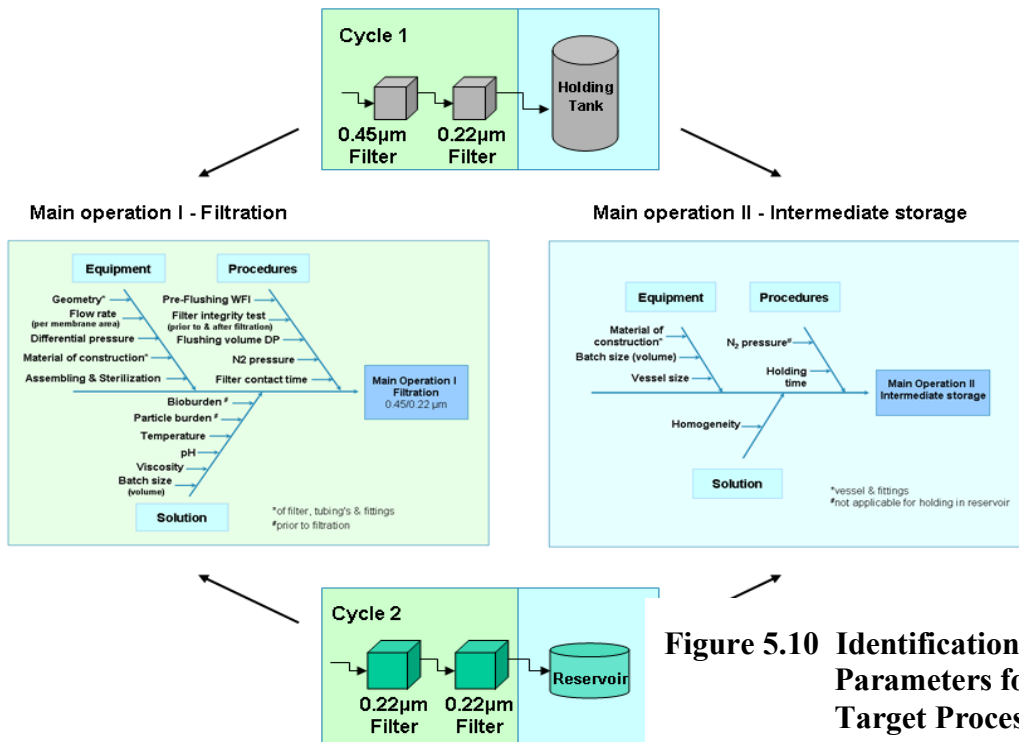 Cycle 1
Holding
Tank
0.45µm
Filter
0.22µm
Filter
Main operation I - Filtration
Main operation II - Intermediate storage
Equipment
Procedures
Geometry*
Flow rate
(per membrane area)
Differential pressure
Material of construction*
Assembling & Sterilization
Pre-Flushing WFI
Filter integrity test
(prior to & after filtration)
Flushing volume DP
N2 pressure
Filter contact time
Main Operation I
Filtration
0.45/0.22 µm
Bioburden #
Particle burden #
Temperature
pH
Viscosity
Batch size
(volume)
Solution
*of filter, tubing's & fittings
#prior to filtration
Equipment
Procedures
Material of
construction*
Batch size (volume)
Vessel size
N₂ pressure#
Holding
time
Main Operation II
Intermediate storage
Homogeneity
Solution
*vessel & fittings
#not applicable for holding in reservoir
Cycle 2
Reservoir
0.22µm
Filter
0.22µm
Filter
Figure 5.10 Identification
Parameters fo
Target Proces